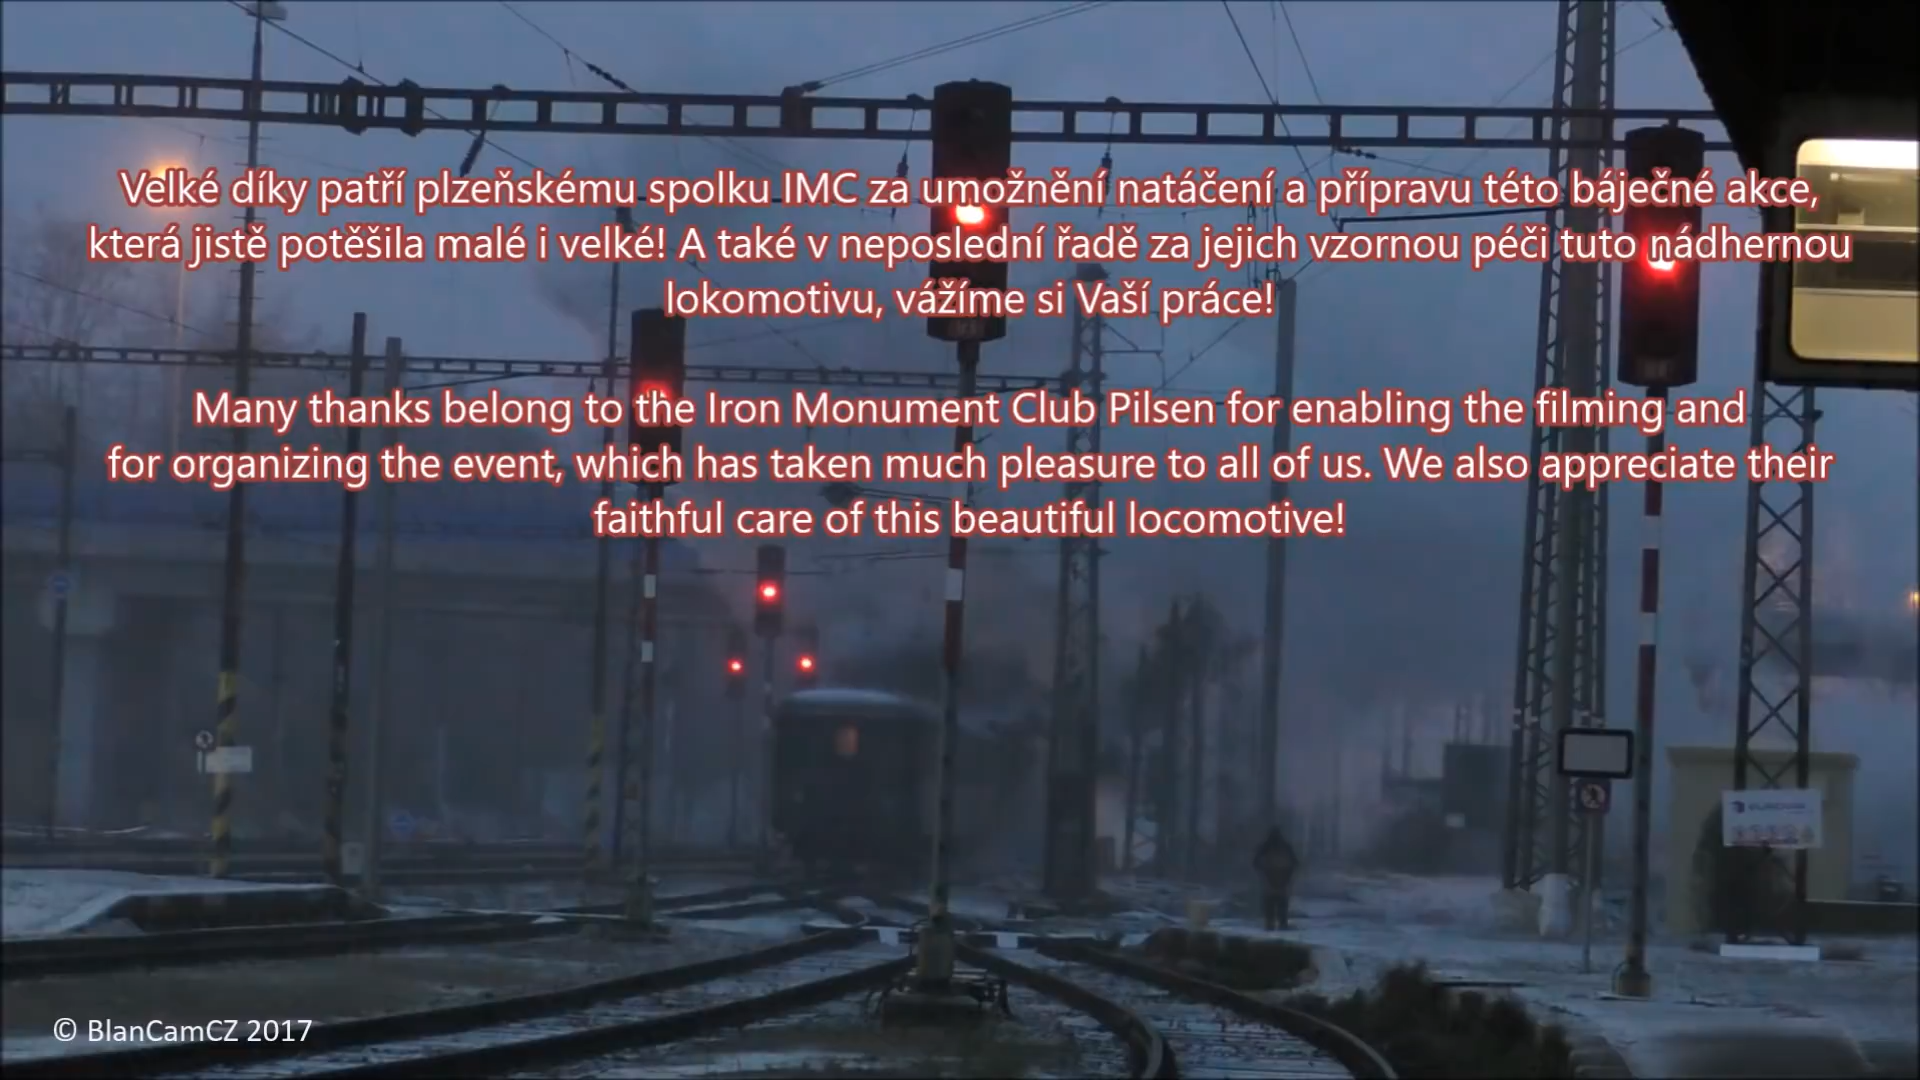 Velké díky patří plzeňskému spolku IMC za umožnění natáčení a přípravu této báječné akce,
která jistě potěšila malé i velké! A také v neposlední řadě za jejich vzornou péči tuto nádhernou
lokomotivu, vážíme si Vaší práce!
Many thanks belong to the Iron Monument Club Pilsen for enabling the filming and
for organizing the event, which has taken much pleasure to all of us. We also appreciate their
faithful care of this beautiful locomotive!
© BlanCamCZ 2017